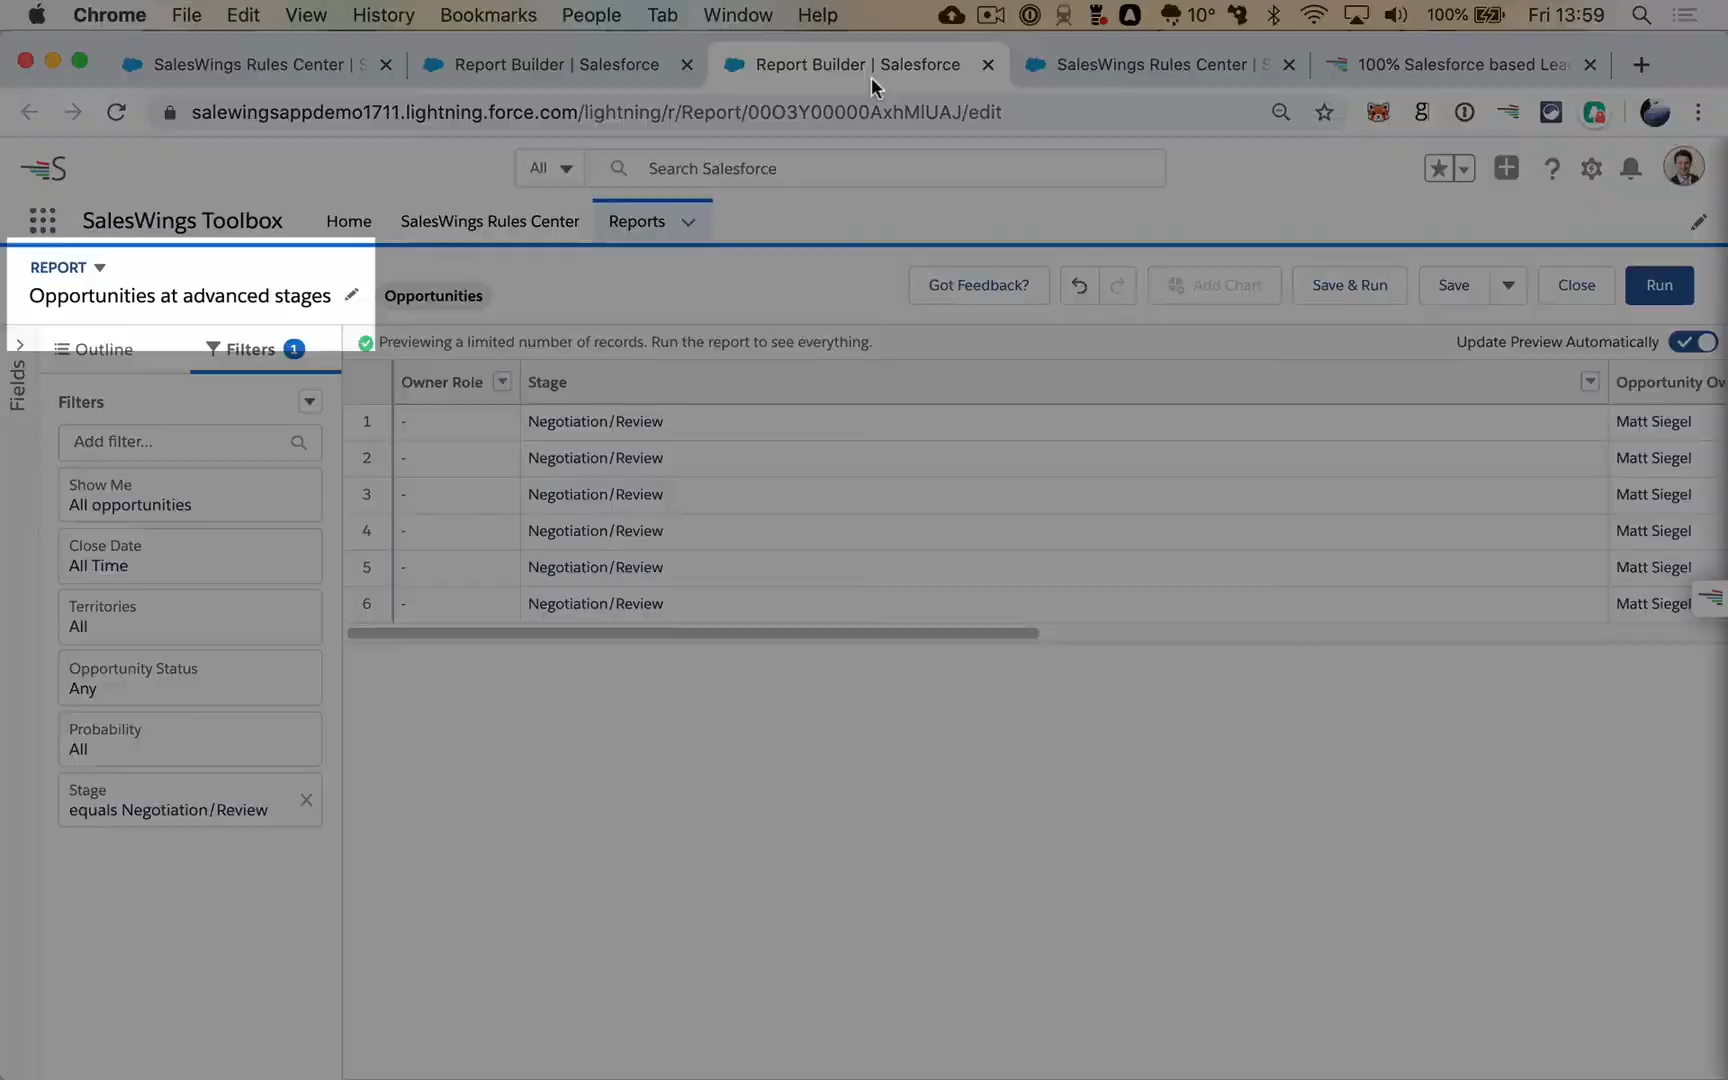 Chrome File Edit View History Bookmarks People Tab Window Help 10° 100% Fri 13:59
SalesWings Rules Center | S
Report Builder | Salesforce
Report Builder | Salesforce
SalesWings Rules Center | S
100% Salesforce based Lea
salewingsappdemo1711.lightning.force.com/lightning/r/Report/00O3Y00000AxhMlUAJ/edit
All Search Salesforce
SalesWings Toolbox Home SalesWings Rules Center Reports
REPORT
Opportunities at advanced stages Opportunities
Got Feedback? Add Chart Save & Run Save Close Run
Fields
Outline Filters 1
Previewing a limited number of records. Run the report to see everything. Update Preview Automatically
Filters
Add filter...
Show Me
All opportunities
Close Date
All Time
Territories
All
Opportunity Status
Any
Probability
All
Stage
equals Negotiation/Review
Owner Role Stage Opportunity Ow
1 - Negotiation/Review Matt Siegel
2 - Negotiation/Review Matt Siegel
3 - Negotiation/Review Matt Siegel
4 - Negotiation/Review Matt Siegel
5 - Negotiation/Review Matt Siegel
6 - Negotiation/Review Matt Siegel